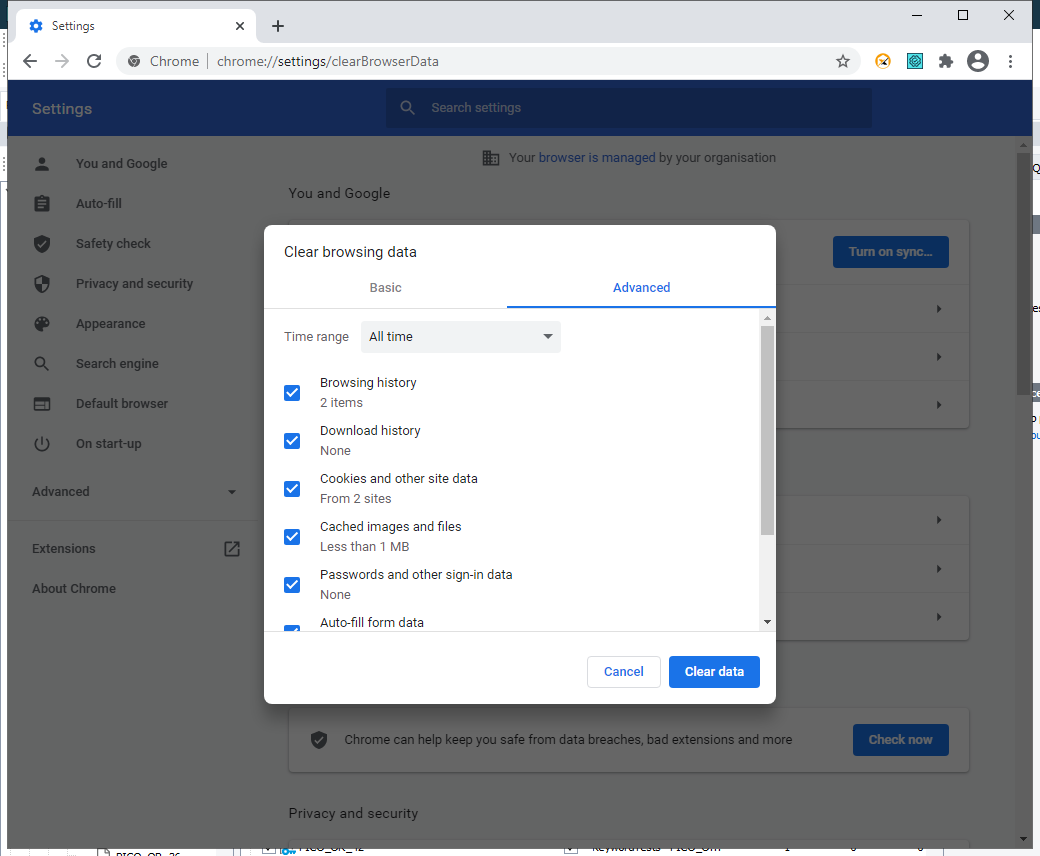 Settings
Chrome
chrome://settings/clearBrowserData
Settings
Search settings
Your browser is managed by your organisation
You and Google
Auto-fill
Safety check
Privacy and security
Appearance
Search engine
Default browser
On start-up
Advanced
Extensions
About Chrome
You and Google
Turn on sync...
Clear browsing data
Basic
Advanced
Time range
All time
Browsing history
2 items
Download history
None
Cookies and other site data
From 2 sites
Cached images and files
Less than 1 MB
Passwords and other sign-in data
None
Auto-fill form data
Cancel
Clear data
Chrome can help keep you safe from data breaches, bad extensions and more
Check now
Privacy and security